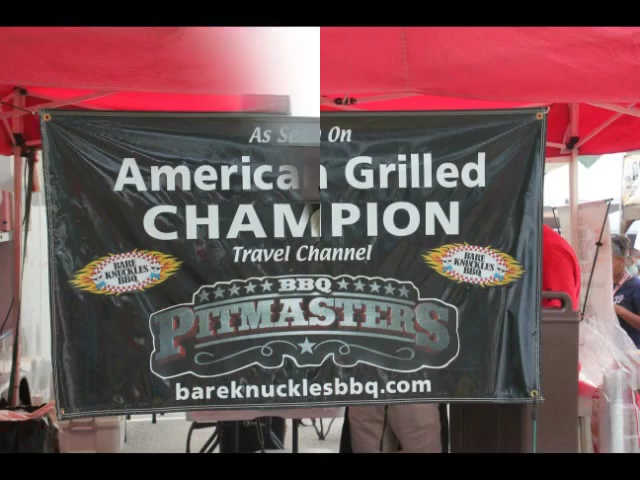 As Seen On
American Grilled
CHAMPION
Travel Channel
BARE KNUCKLES BBQ
BARE KNUCKLES BBQ
BBQ
PITMASTERS
bareknucklesbbq.com